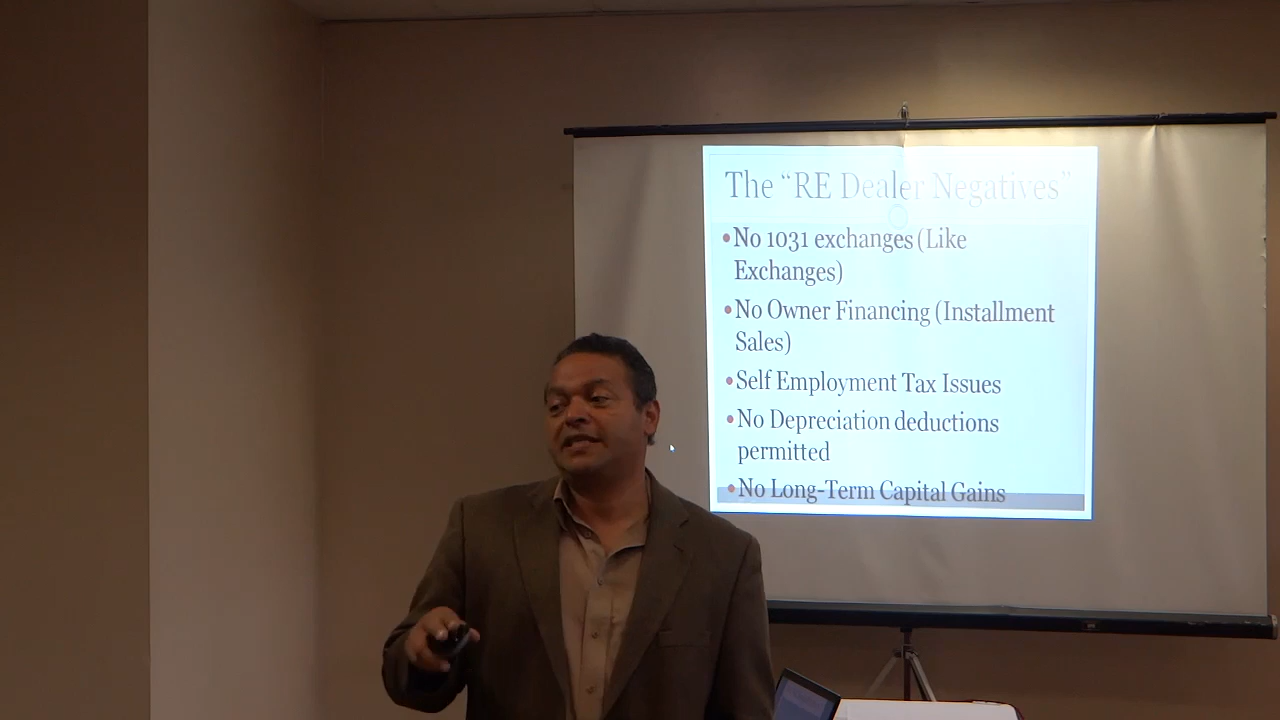 The “RE Dealer Negatives”
•No 1031 exchanges (Like
Exchanges)
•No Owner Financing (Installment
Sales)
•Self Employment Tax Issues
•No Depreciation deductions
permitted
•No Long-Term Capital Gains